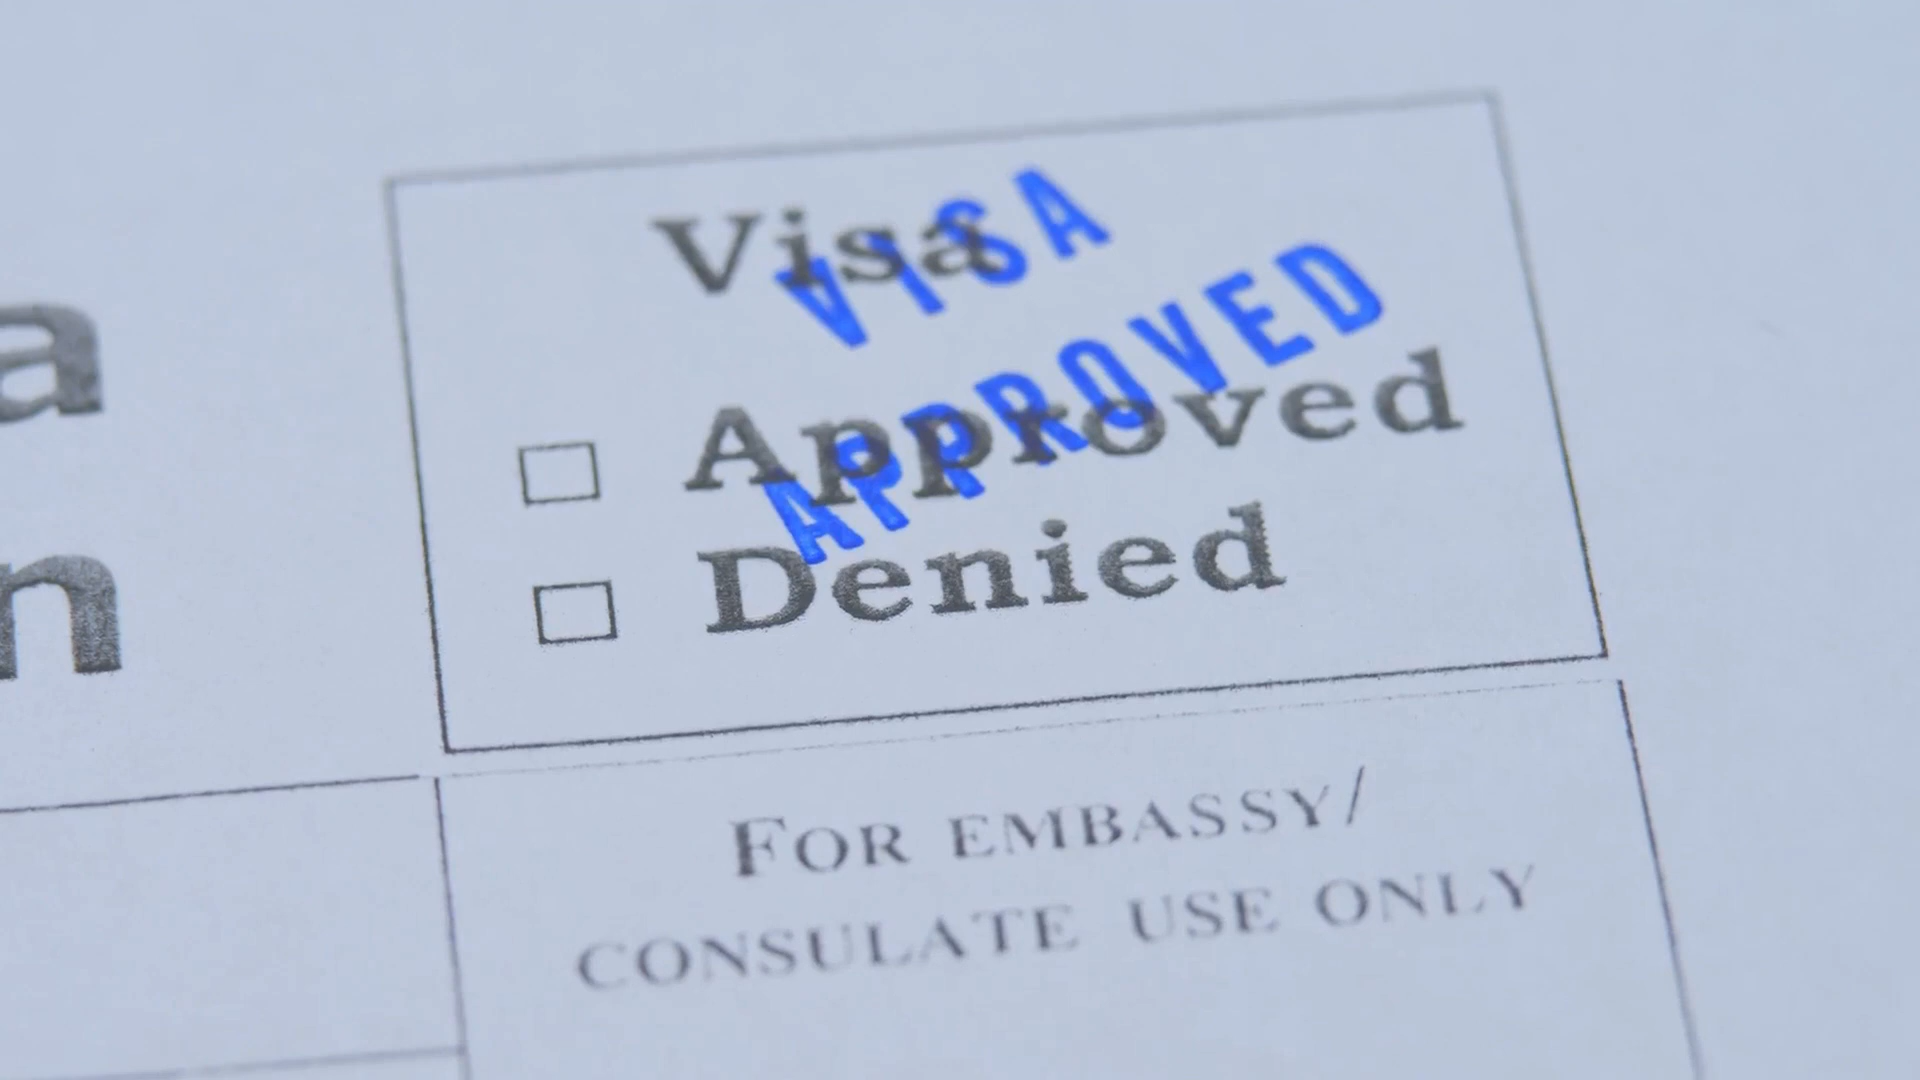 Visa
VISA
APPROVED
Approved
Denied
a
n
FOR EMBASSY/
CONSULATE USE ONLY